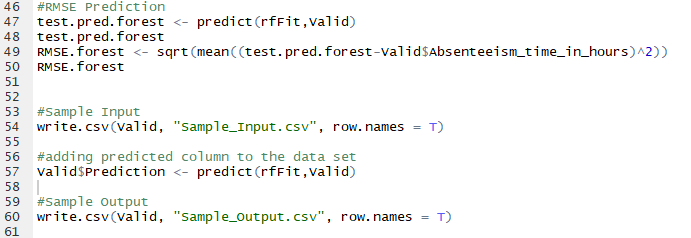 46 #RMSE Prediction
47 test.pred.forest <- predict(rfFit,Valid)
48 test.pred.forest
49 RMSE.forest <- sqrt(mean((test.pred.forest-Valid$Absenteeism_time_in_hours)^2))
50 RMSE.forest
51
52
53 #Sample Input
54 write.csv(Valid, "Sample_Input.csv", row.names = T)
55
56 #adding predicted column to the data set
57 Valid$Prediction <- predict(rfFit,Valid)
58
59 #Sample Output
60 write.csv(Valid, "Sample_Output.csv", row.names = T)
61